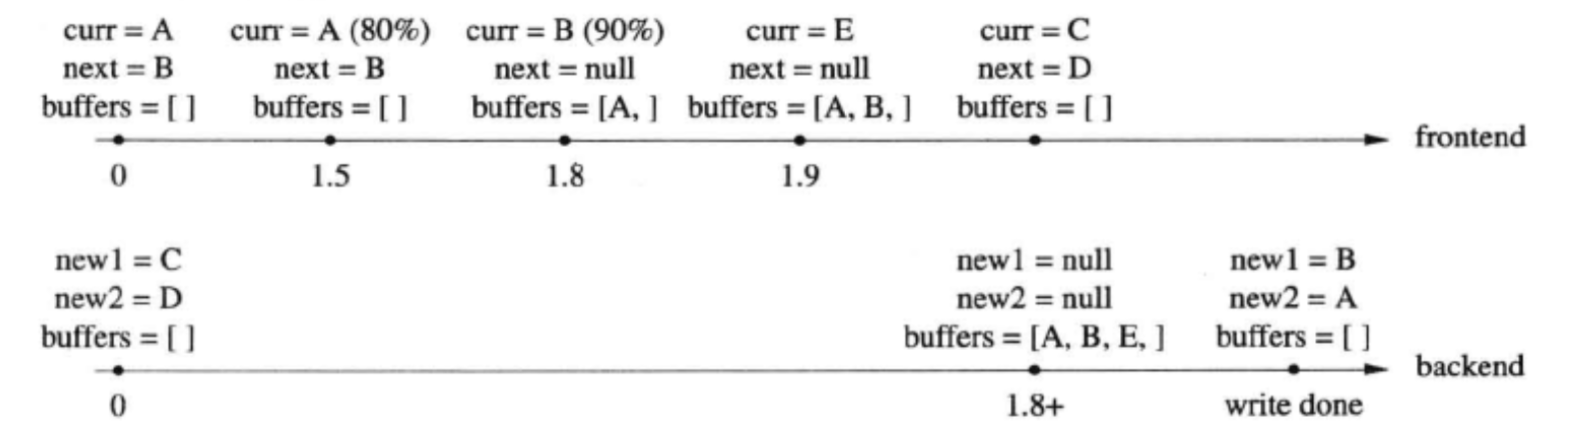 curr = A curr = A (80%) curr = B (90%) curr = E curr = C
next = B next = B next = null next = null next = D
buffers = [ ] buffers = [ ] buffers = [A, ] buffers = [A, B, ] buffers = [ ]
frontend
0 1.5 1.8 1.9
new1 = C new1 = null new1 = B
new2 = D new2 = null new2 = A
buffers = [ ] buffers = [A, B, E, ] buffers = [ ]
backend
0 1.8+ write done